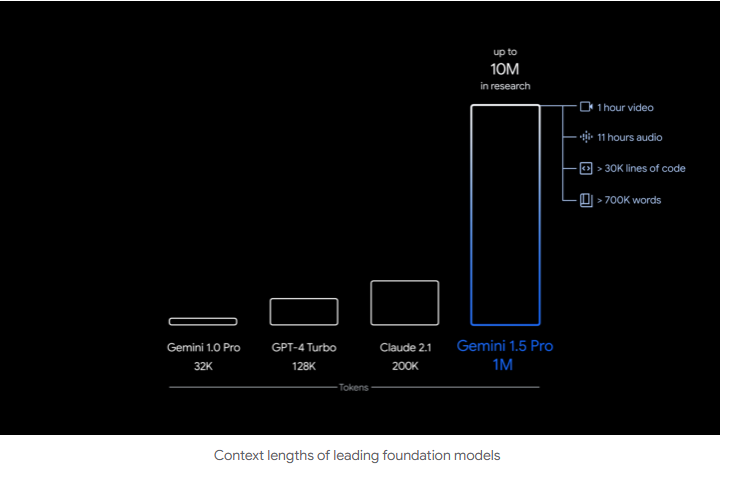 up to
10M
in research
1 hour video
11 hours audio
> 30K lines of code
> 700K words
Gemini 1.0 Pro
32K
GPT-4 Turbo
128K
Claude 2.1
200K
Gemini 1.5 Pro
1M
Tokens
Context lengths of leading foundation models